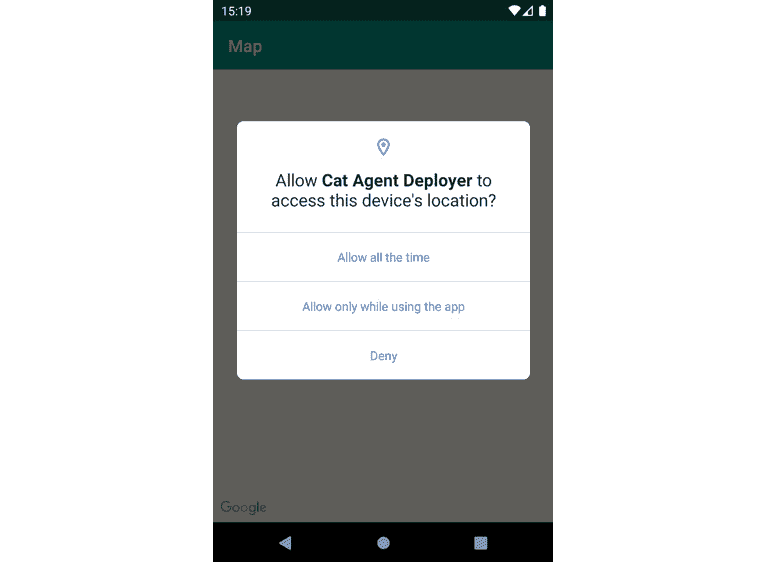 15:19
Map
Allow Cat Agent Deployer to
access this device's location?
Allow all the time
Allow only while using the app
Deny
Google